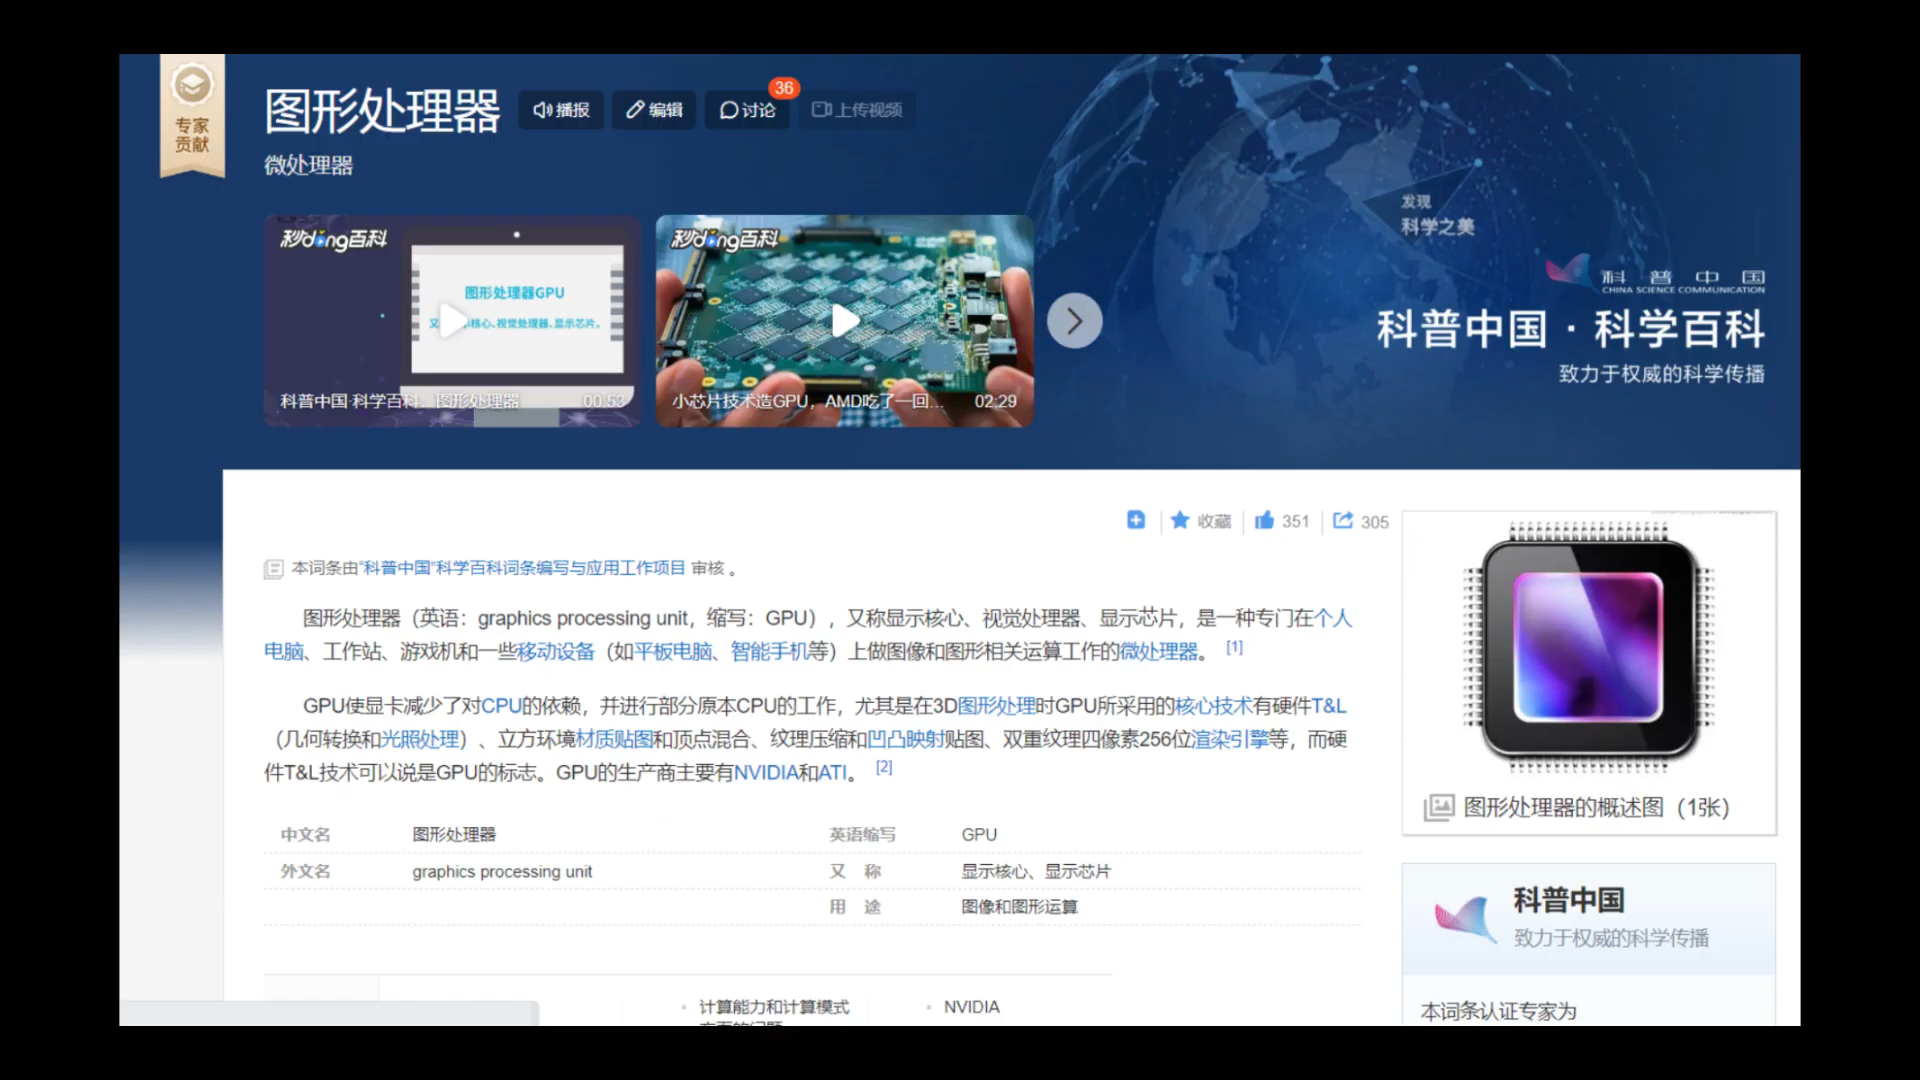 专家
贡献
图形处理器
播报
编辑
讨论
36
上传视频
微处理器
秒ding百科
图形处理器GPU
核心、视觉处理器、显示芯片。
科普中国·科学百科:图形处理器
00:53
秒ding百科
小芯片技术造GPU，AMD吃了一回...
02:29
发现
科学之美
科普中国
CHINA SCIENCE COMMUNICATION
科普中国·科学百科
致力于权威的科学传播
收藏
351
305
本词条由“科普中国”科学百科词条编写与应用工作项目 审核 。
图形处理器（英语：graphics processing unit，缩写：GPU），又称显示核心、视觉处理器、显示芯片，是一种专门在个人
电脑、工作站、游戏机和一些移动设备（如平板电脑、智能手机等）上做图像和图形相关运算工作的微处理器。 [1]
GPU使显卡减少了对CPU的依赖，并进行部分原本CPU的工作，尤其是在3D图形处理时GPU所采用的核心技术有硬件T&L
（几何转换和光照处理）、立方环境材质贴图和顶点混合、纹理压缩和凹凸映射贴图、双重纹理四像素256位渲染引擎等，而硬
件T&L技术可以说是GPU的标志。GPU的生产商主要有NVIDIA和ATI。 [2]
中文名 图形处理器 英语缩写 GPU
外文名 graphics processing unit 又 称 显示核心、显示芯片
用 途 图像和图形运算
计算能力和计算模式
NVIDIA
图形处理器的概述图（1张）
科普中国
致力于权威的科学传播
本词条认证专家为